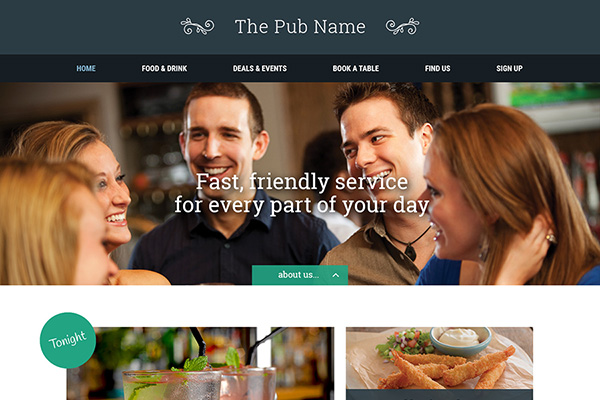 The Pub Name
HOME FOOD & DRINK DEALS & EVENTS BOOK A TABLE FIND US SIGN UP
Fast, friendly service
for every part of your day
about us...
Tonight